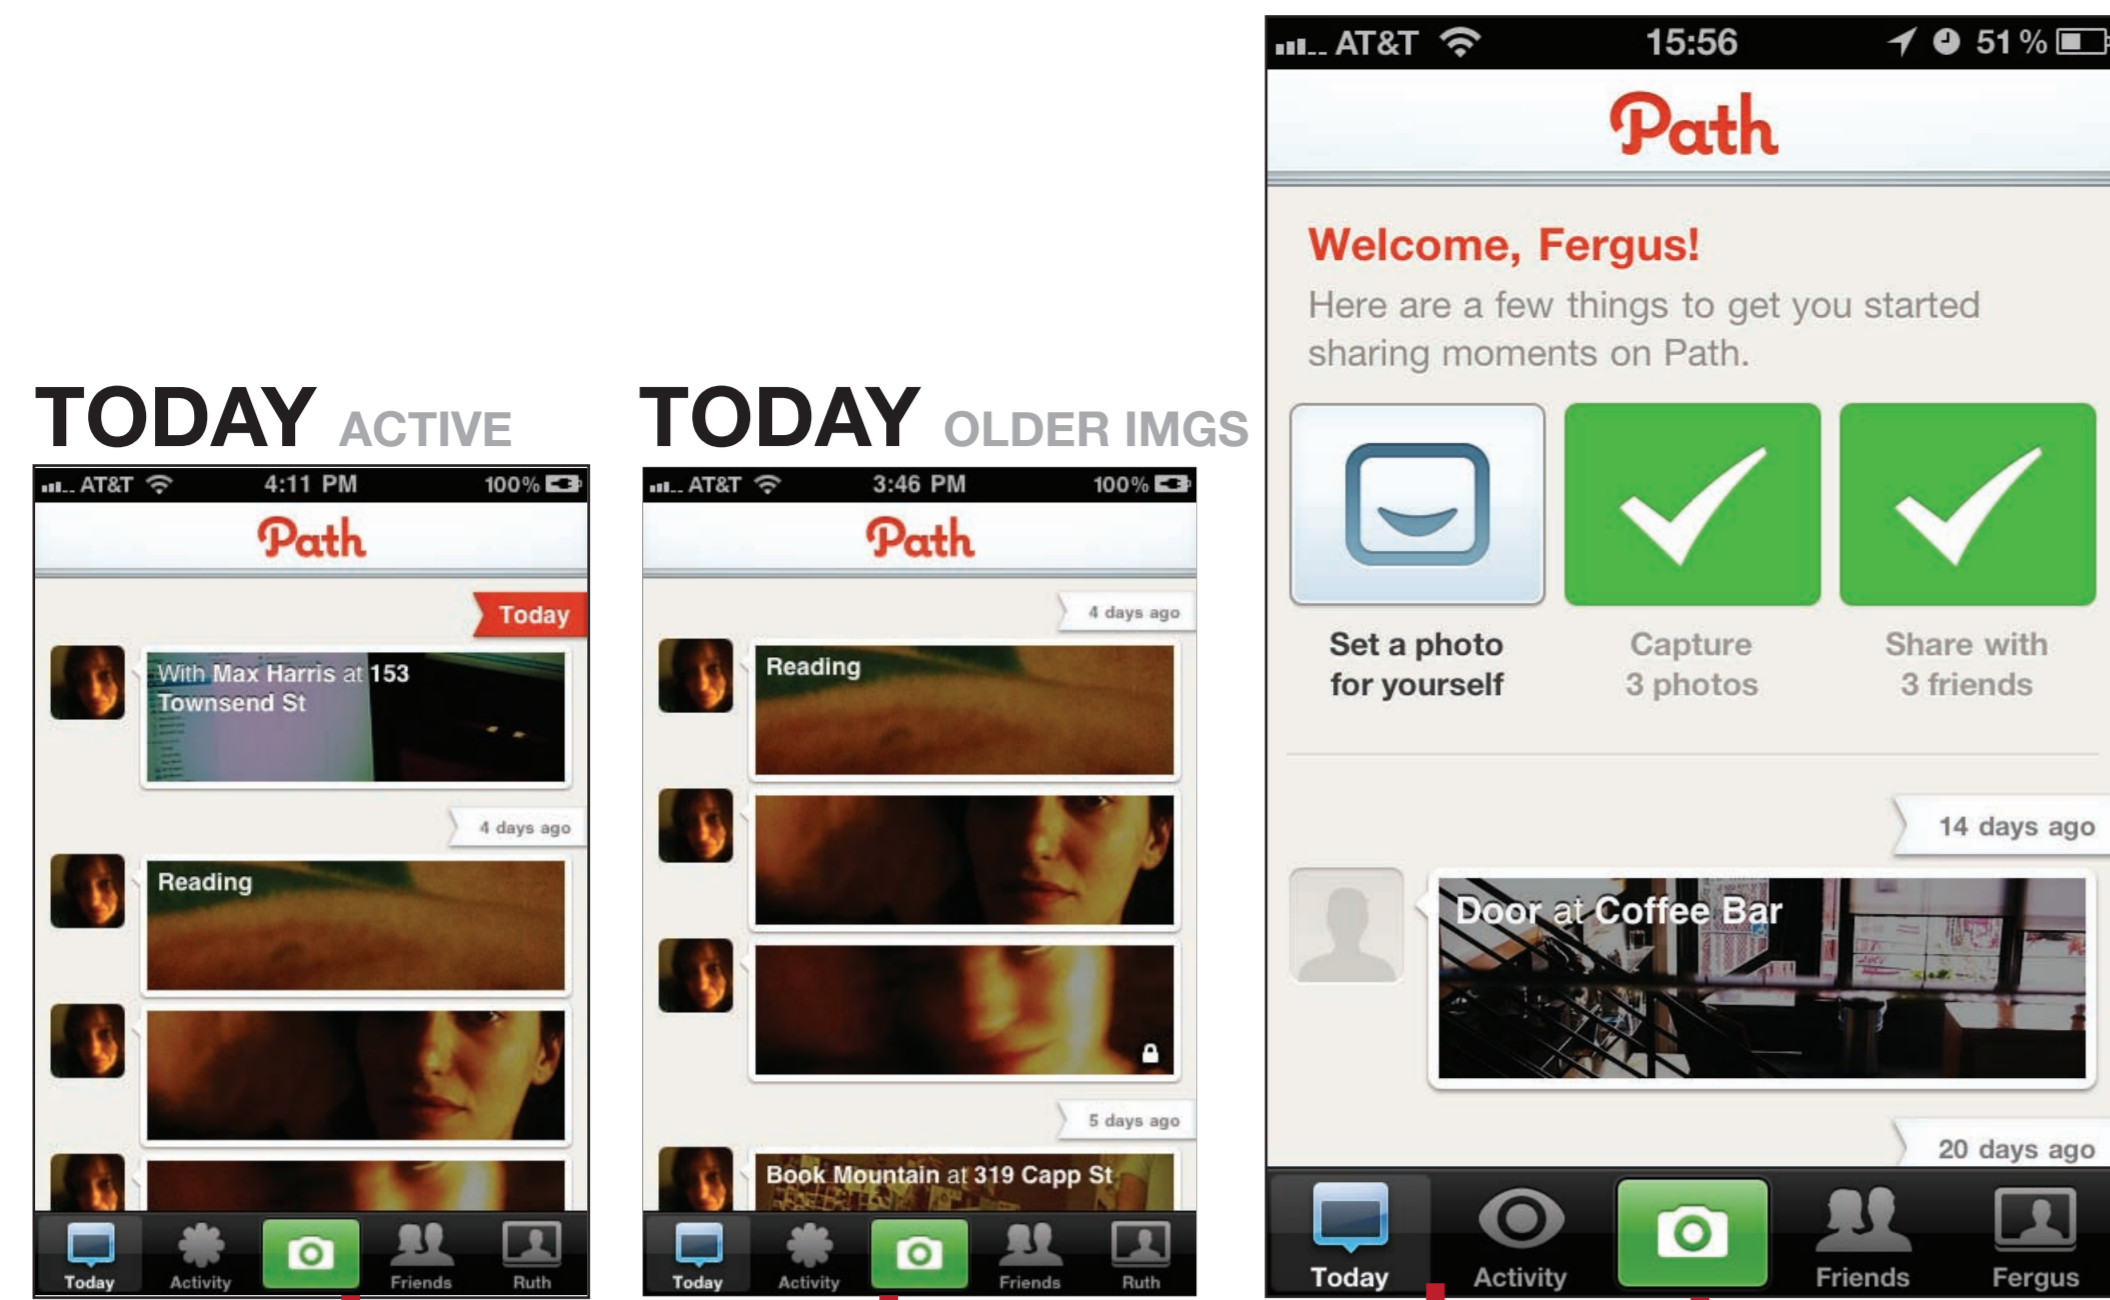 TODAY ACTIVE
AT&T 4:11 PM 100%
Path
Today
With Max Harris at 153
Townsend St
4 days ago
Reading
Today Activity Friends Ruth
TODAY OLDER IMGS
AT&T 3:46 PM 100%
Path
4 days ago
Reading
5 days ago
Book Mountain at 319 Capp St
Today Activity Friends Ruth
AT&T 15:56 51%
Path
Welcome, Fergus!
Here are a few things to get you started
sharing moments on Path.
Set a photo
for yourself
Capture
3 photos
Share with
3 friends
14 days ago
Door at Coffee Bar
20 days ago
Today Activity Friends Fergus